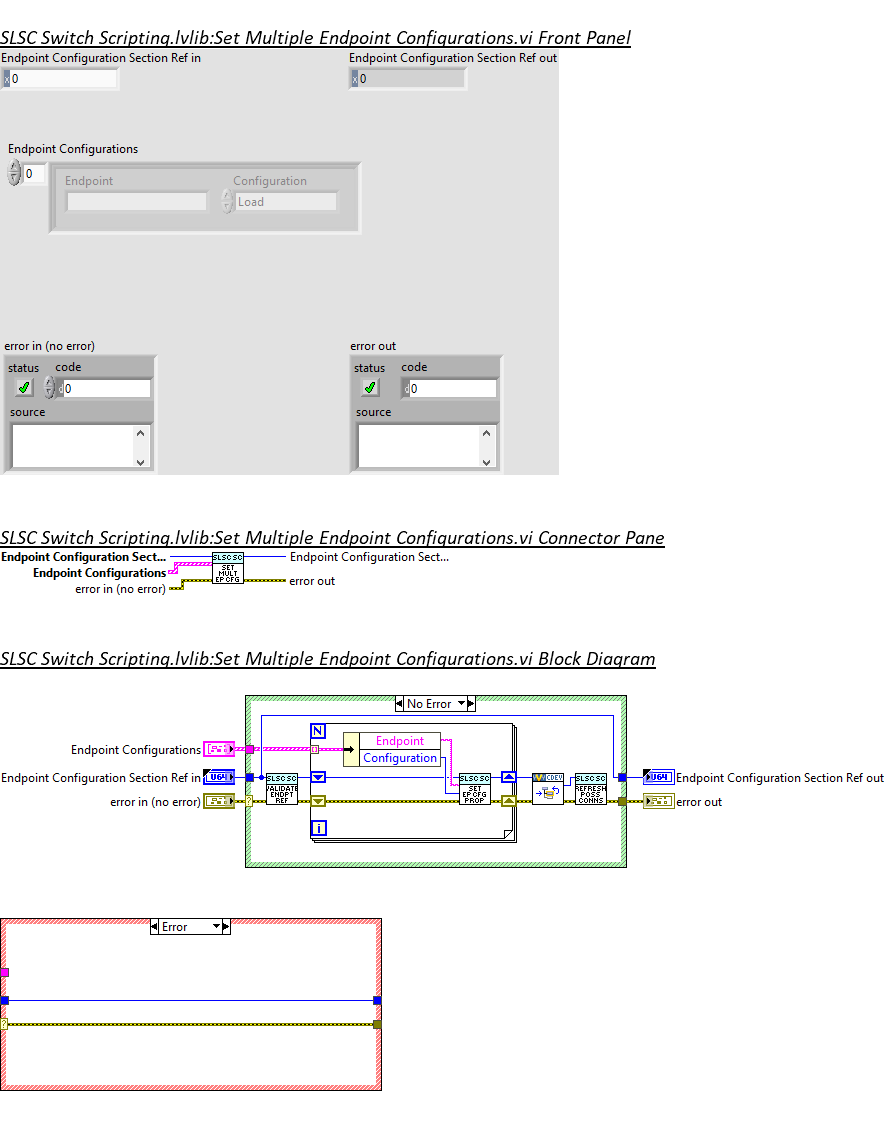 SLSC Switch Scripting.lvlib:Set Multiple Endpoint Configurations.vi Front Panel
Endpoint Configuration Section Ref in
Endpoint Configuration Section Ref out
x 0
x 0
Endpoint Configurations
0
Endpoint
Configuration
Load
error in (no error)
error out
status
code
status
code
d 0
d 0
source
source
SLSC Switch Scripting.lvlib:Set Multiple Endpoint Configurations.vi Connector Pane
Endpoint Configuration Sect...
SLSC SC
Endpoint Configuration Sect...
Endpoint Configurations
SET
MULT
EP CFG
error out
error in (no error)
SLSC Switch Scripting.lvlib:Set Multiple Endpoint Configurations.vi Block Diagram
No Error
N
Endpoint
Endpoint Configurations
Configuration
Endpoint Configuration Section Ref in
U64
SLSC SC
VALIDATE
ENDPT
REF
SLSC SC
SET
EP CFG
PROP
CDEV
SLSC SC
REFRESH
POSS
CONNS
U64
Endpoint Configuration Section Ref out
error in (no error)
?
error out
i
Error
?